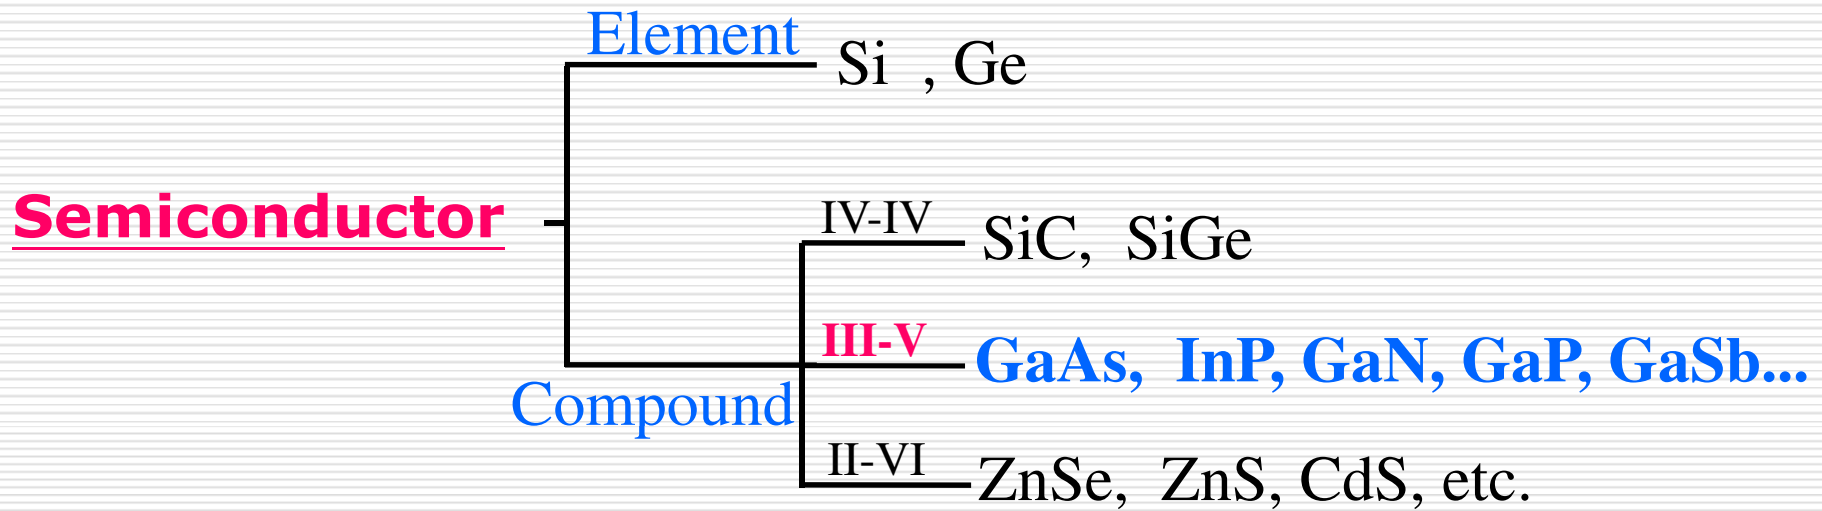 Element
Si , Ge
Semiconductor
IV-IV
SiC, SiGe
III-V
GaAs, InP, GaN, GaP, GaSb...
Compound
II-VI
ZnSe, ZnS, CdS, etc.